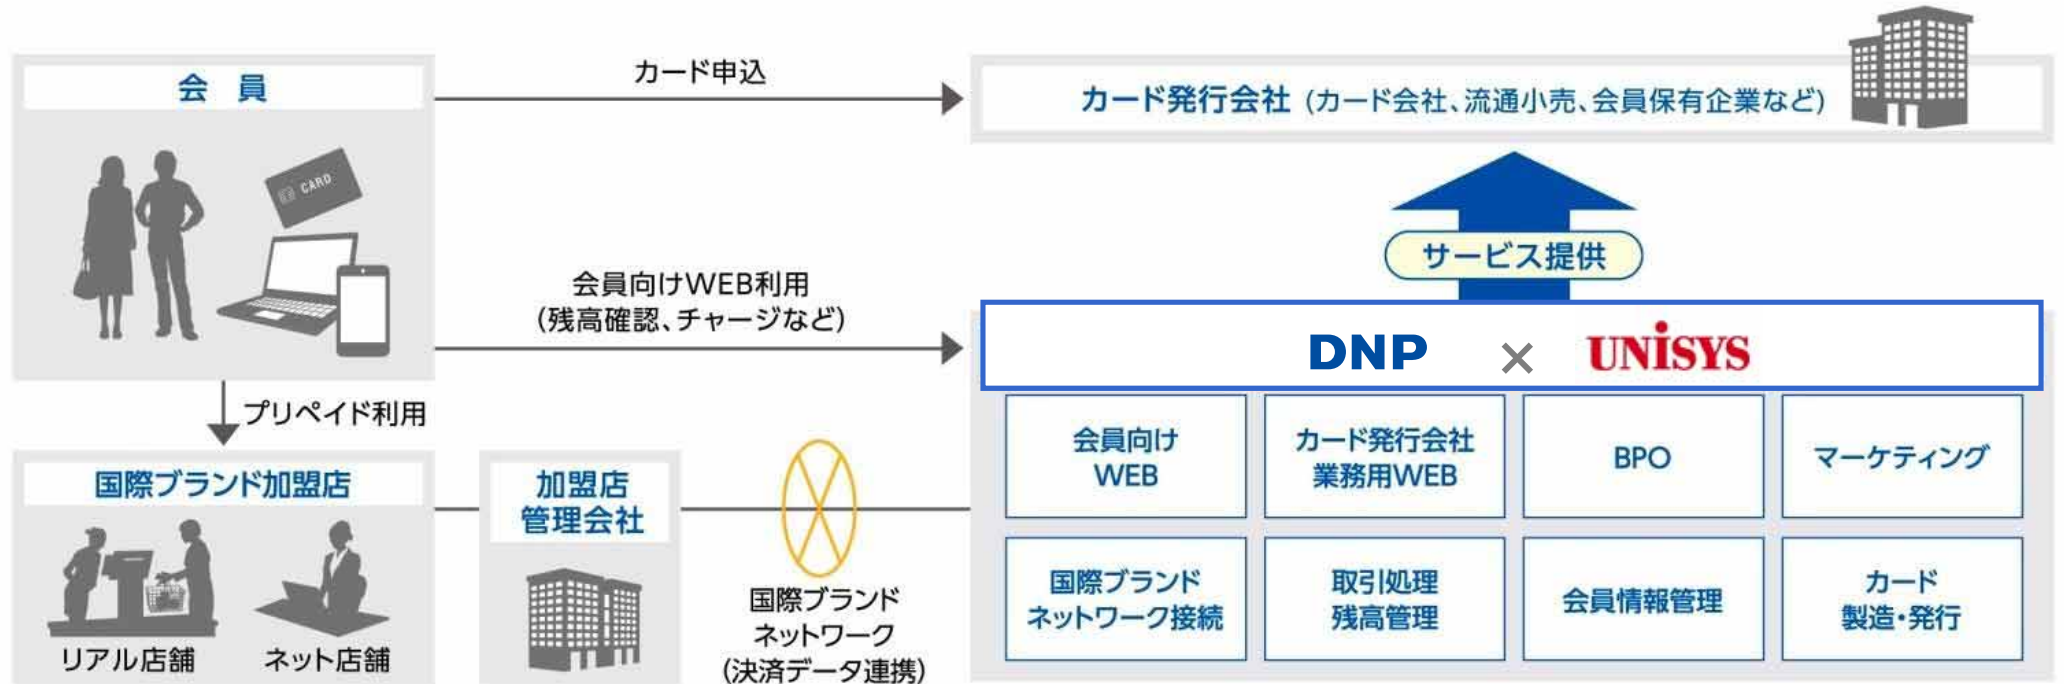 会 員
CARD
カード申込
カード発行会社 (カード会社、流通小売、会員保有企業など)
サービス提供
会員向けWEB利用
(残高確認、チャージなど)
DNP × UNiSYS
プリペイド利用
会員向け
WEB
カード発行会社
業務用WEB
BPO
マーケティング
国際ブランド加盟店
リアル店舗
ネット店舗
加盟店
管理会社
国際ブランド
ネットワーク
(決済データ連携)
国際ブランド
ネットワーク接続
取引処理
残高管理
会員情報管理
カード
製造・発行